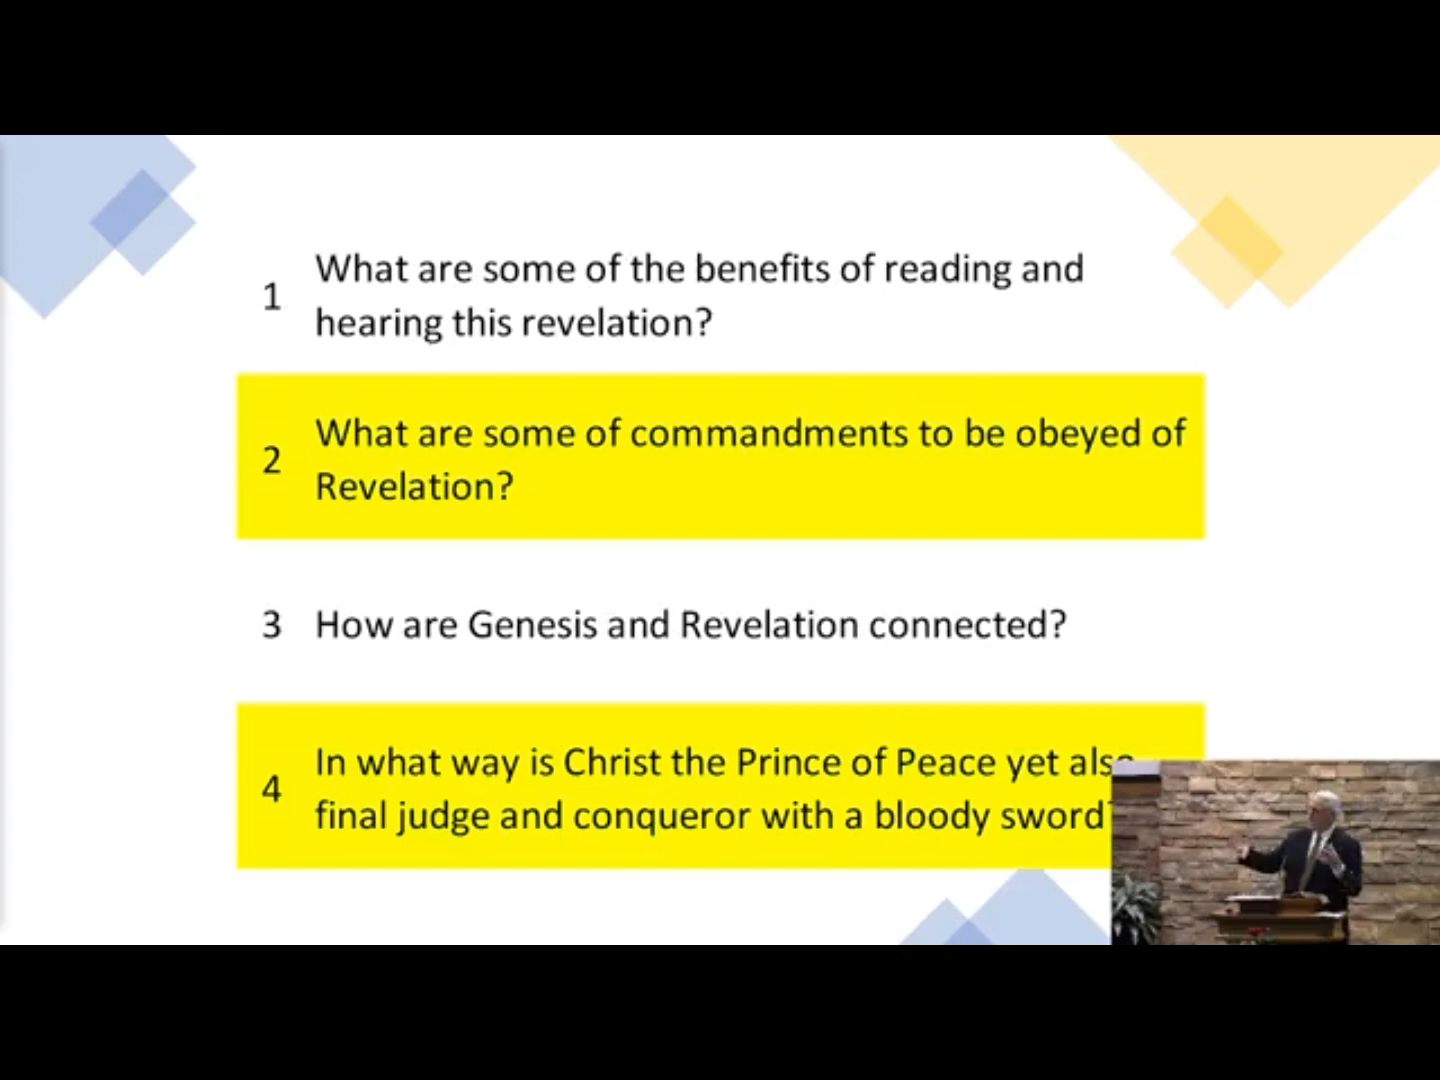 1 What are some of the benefits of reading and
hearing this revelation?
2 What are some of commandments to be obeyed of
Revelation?
3 How are Genesis and Revelation connected?
4 In what way is Christ the Prince of Peace yet also
final judge and conqueror with a bloody sword?